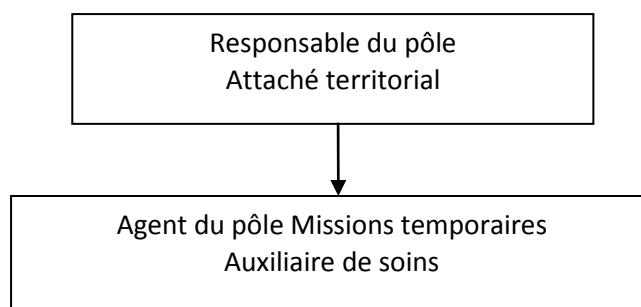 Responsable du pôle
Attaché territorial
Agent du pôle Missions temporaires
Auxiliaire de soins